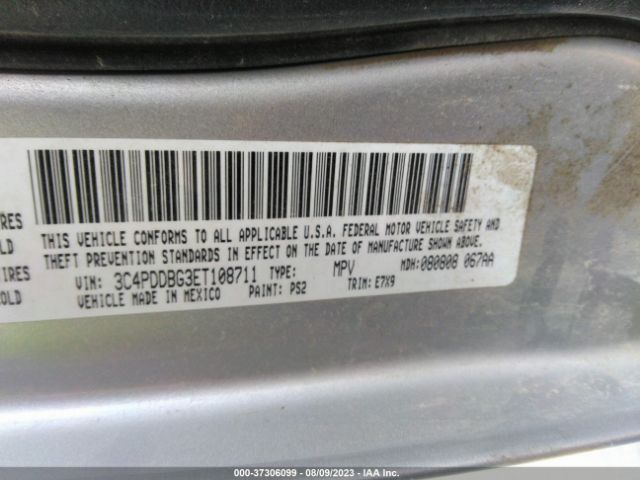 THIS VEHICLE CONFORMS TO ALL APPLICABLE U.S.A. FEDERAL MOTOR VEHICLE SAFETY AND
THEFT PREVENTION STANDARDS IN EFFECT ON THE DATE OF MANUFACTURE SHOWN ABOVE.
VIN: 3C4PDDBG3ET108711 TYPE: MPV MDH:080808 067AA
VEHICLE MADE IN MEXICO PAINT: PS2 TRIM: E7X9
RES
LD
IRES
OLD
000-37306099 - 08/09/2023 - IAA Inc.